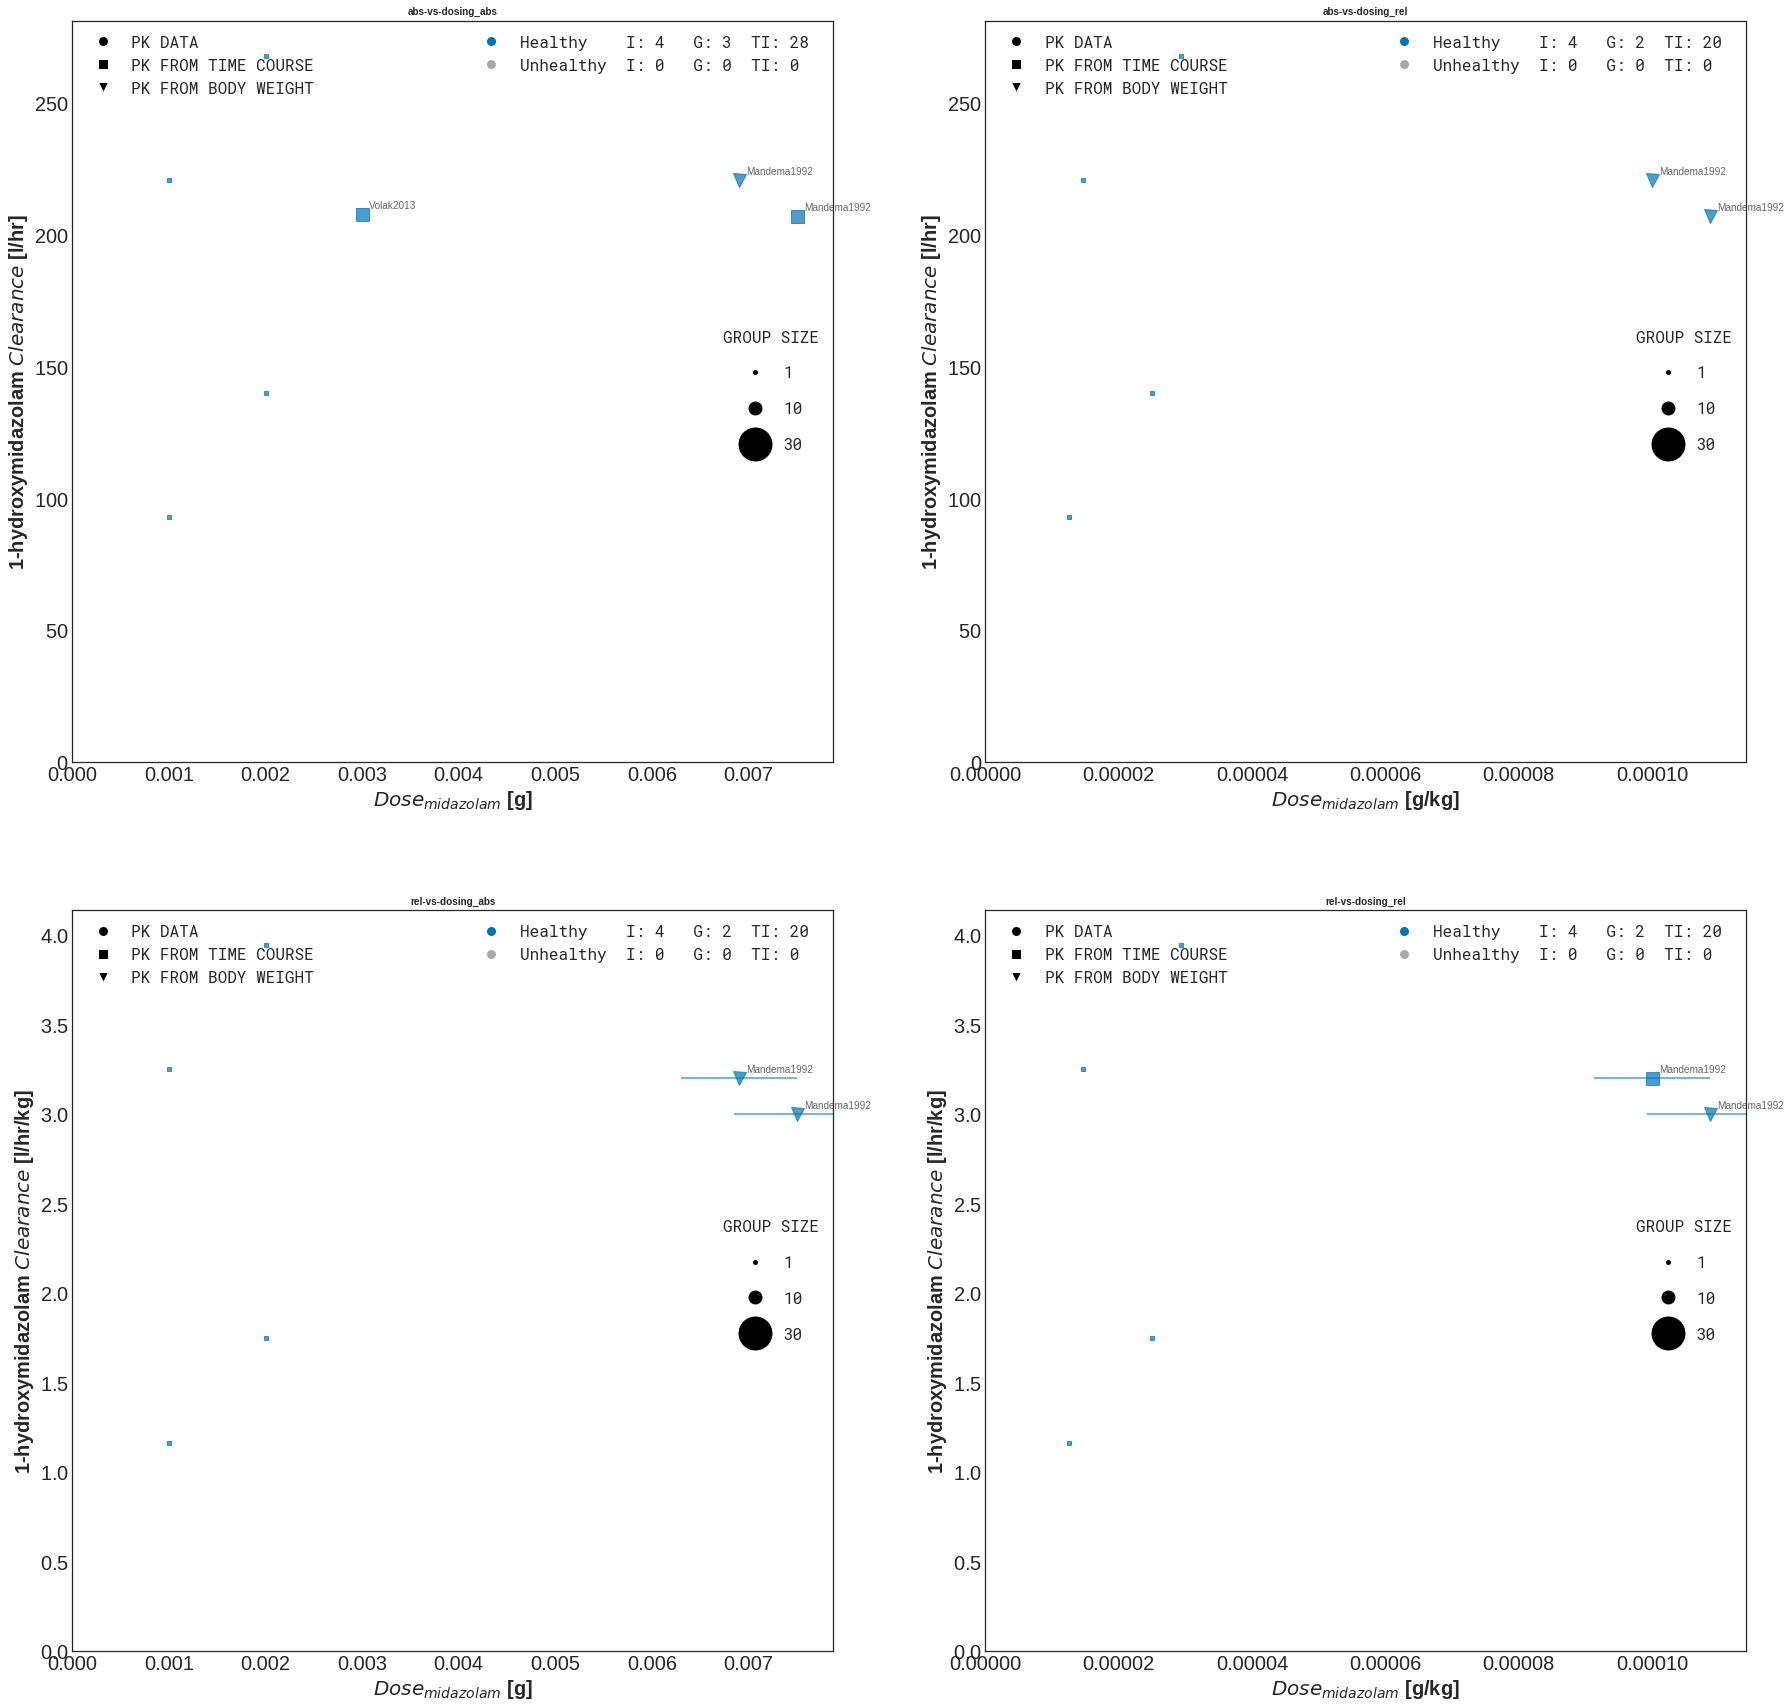 abs-vs-dosing_abs
PK DATA
PK FROM TIME COURSE
PK FROM BODY WEIGHT
Healthy I: 4 G: 3 TI: 28
Unhealthy I: 0 G: 0 TI: 0
Mandema1992
Volak2013
Mandema1992
GROUP SIZE
1
10
30
250
200
150
100
50
0
1-hydroxymidazolam Clearance [l/hr]
0.000 0.001 0.002 0.003 0.004 0.005 0.006 0.007
Dose midazolam [g]
abs-vs-dosing_rel
PK DATA
PK FROM TIME COURSE
PK FROM BODY WEIGHT
Healthy I: 4 G: 2 TI: 20
Unhealthy I: 0 G: 0 TI: 0
Mandema1992
Mandema1992
GROUP SIZE
1
10
30
250
200
150
100
50
0
1-hydroxymidazolam Clearance [l/hr]
0.00000 0.00002 0.00004 0.00006 0.00008 0.00010
Dose midazolam [g/kg]
rel-vs-dosing_abs
PK DATA
PK FROM TIME COURSE
PK FROM BODY WEIGHT
Healthy I: 4 G: 2 TI: 20
Unhealthy I: 0 G: 0 TI: 0
Mandema1992
Mandema1992
GROUP SIZE
1
10
30
4.0
3.5
3.0
2.5
2.0
1.5
1.0
0.5
0.0
1-hydroxymidazolam Clearance [l/hr/kg]
0.000 0.001 0.002 0.003 0.004 0.005 0.006 0.007
Dose midazolam [g]
rel-vs-dosing_rel
PK DATA
PK FROM TIME COURSE
PK FROM BODY WEIGHT
Healthy I: 4 G: 2 TI: 20
Unhealthy I: 0 G: 0 TI: 0
Mandema1992
Mandema1992
GROUP SIZE
1
10
30
4.0
3.5
3.0
2.5
2.0
1.5
1.0
0.5
0.0
1-hydroxymidazolam Clearance [l/hr/kg]
0.00000 0.00002 0.00004 0.00006 0.00008 0.00010
Dose midazolam [g/kg]